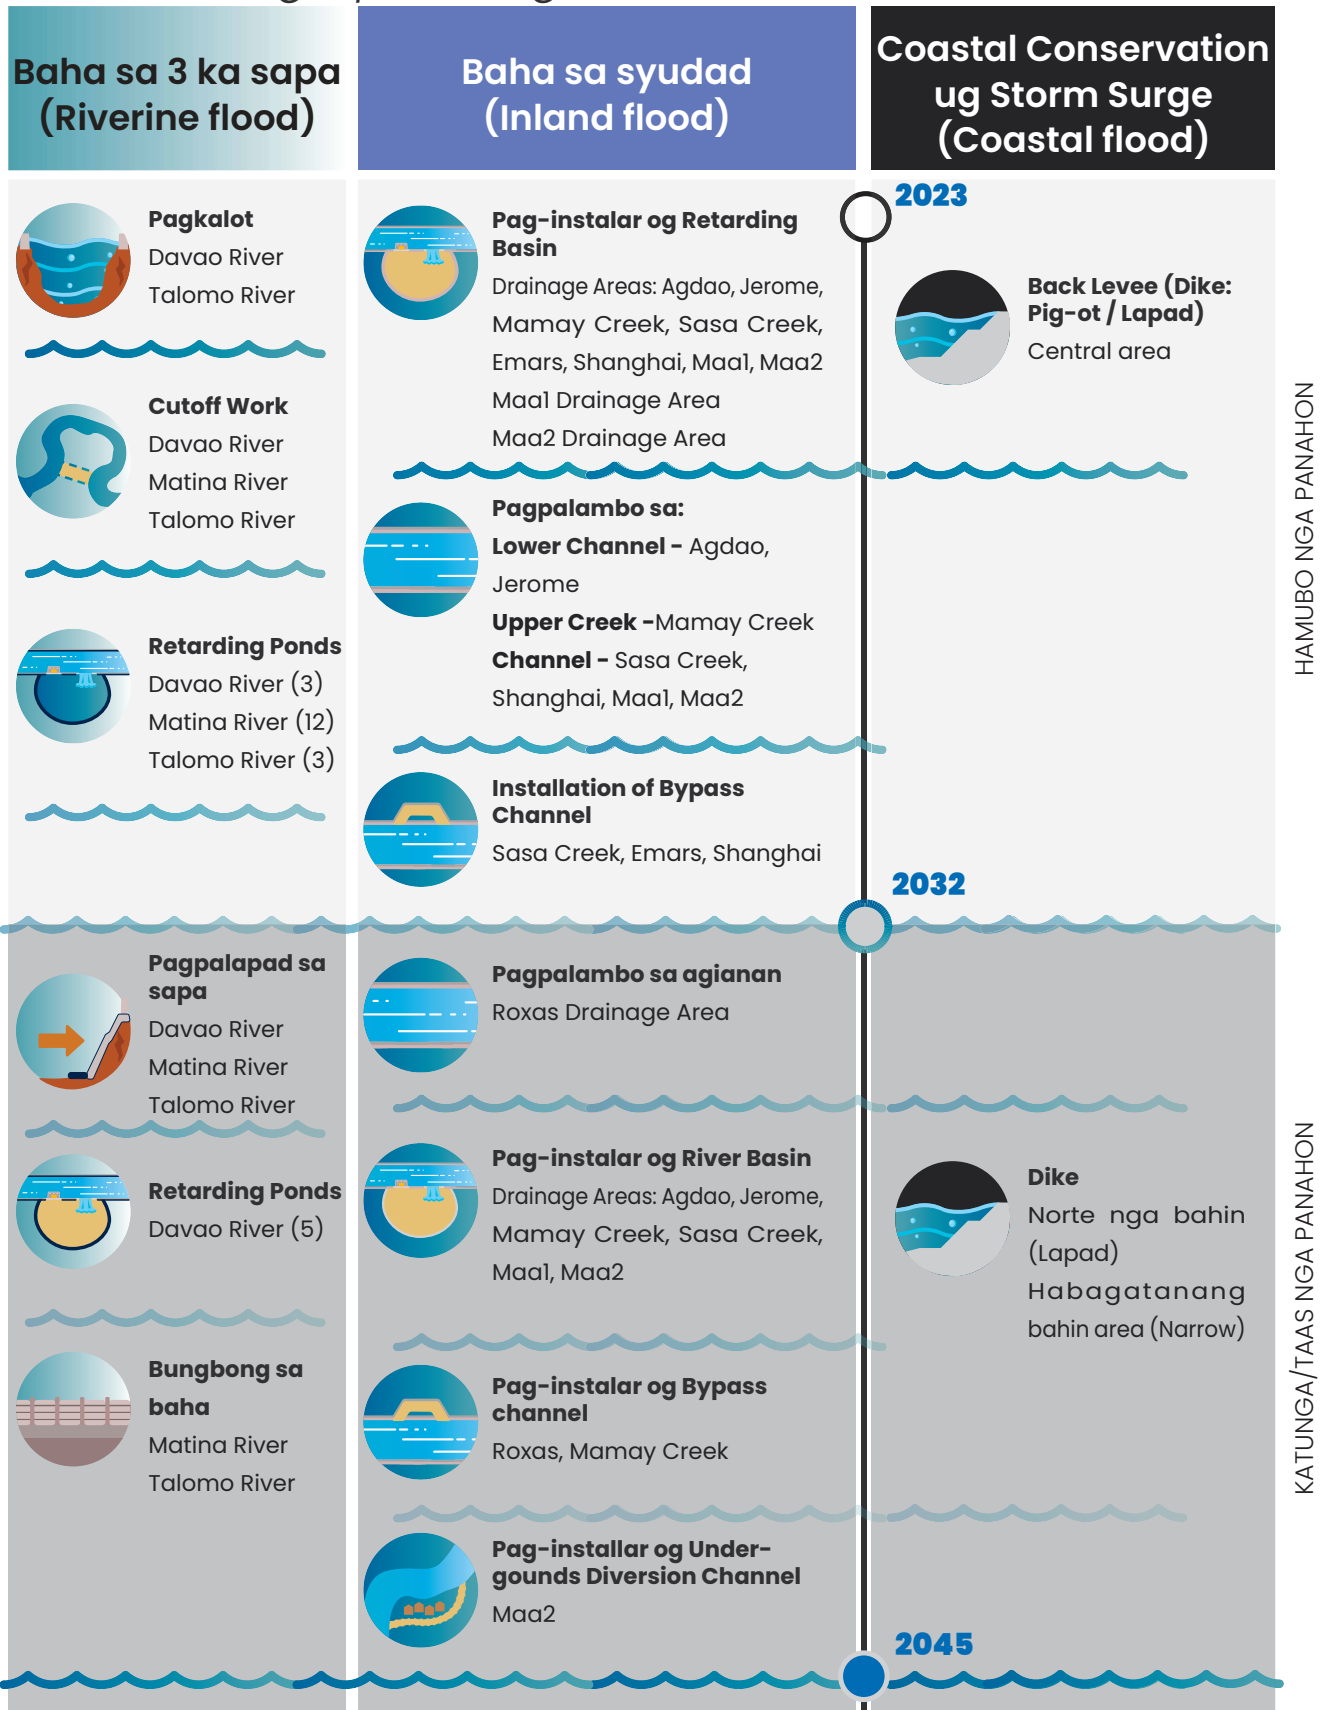 Baha sa 3 ka sapa
(Riverine flood)
Pagkalot
Davao River
Talomo River
Cutoff Work
Davao River
Matina River
Talomo River
Retarding Ponds
Davao River (3)
Matina River (12)
Talomo River (3)
Pagpalapad sa
sapa
Davao River
Matina River
Talomo River
Retarding Ponds
Davao River (5)
Bungbong sa
baha
Matina River
Talomo River
Baha sa syudad
(Inland flood)
Pag-instalar og Retarding
Basin
Drainage Areas: Agdao, Jerome,
Mamay Creek, Sasa Creek,
Emars, Shanghai, Maa1, Maa2
Maa1 Drainage Area
Maa2 Drainage Area
Pagpalambo sa:
Lower Channel - Agdao,
Jerome
Upper Creek -Mamay Creek
Channel - Sasa Creek,
Shanghai, Maa1, Maa2
Installation of Bypass
Channel
Sasa Creek, Emars, Shanghai
Pagpalambo sa agianan
Roxas Drainage Area
Pag-instalar og River Basin
Drainage Areas: Agdao, Jerome,
Mamay Creek, Sasa Creek,
Maa1, Maa2
Pag-instalar og Bypass
channel
Roxas, Mamay Creek
Pag-installar og Under-
gounds Diversion Channel
Maa2
Coastal Conservation
ug Storm Surge
(Coastal flood)
2023
Back Levee (Dike:
Pig-ot / Lapad)
Central area
2032
Dike
Norte nga bahin
(Lapad)
Habagatanang
bahin area (Narrow)
2045
HAMUBO NGA PANAHON
KATUNGA/TAAS NGA PANAHON